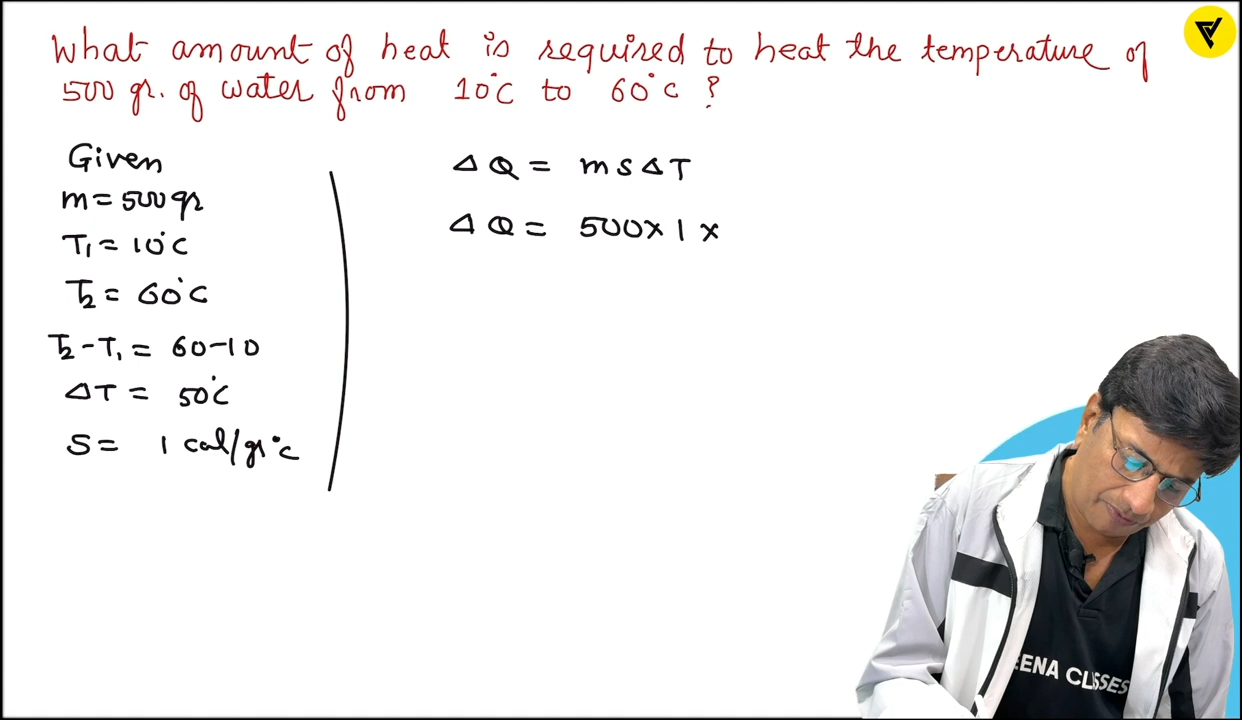 What amount of heat is required to heat the temperature of
500 gr. of water from 10°C to 60°C ?
Given
m = 500 gr
T₁ = 10°C
T₂ = 60°C
T₂ - T₁ = 60-10
ΔT = 50°C
S = 1 cal/gr°C
ΔQ = m s ΔT
ΔQ = 500 × 1 ×
EENA CLASSES